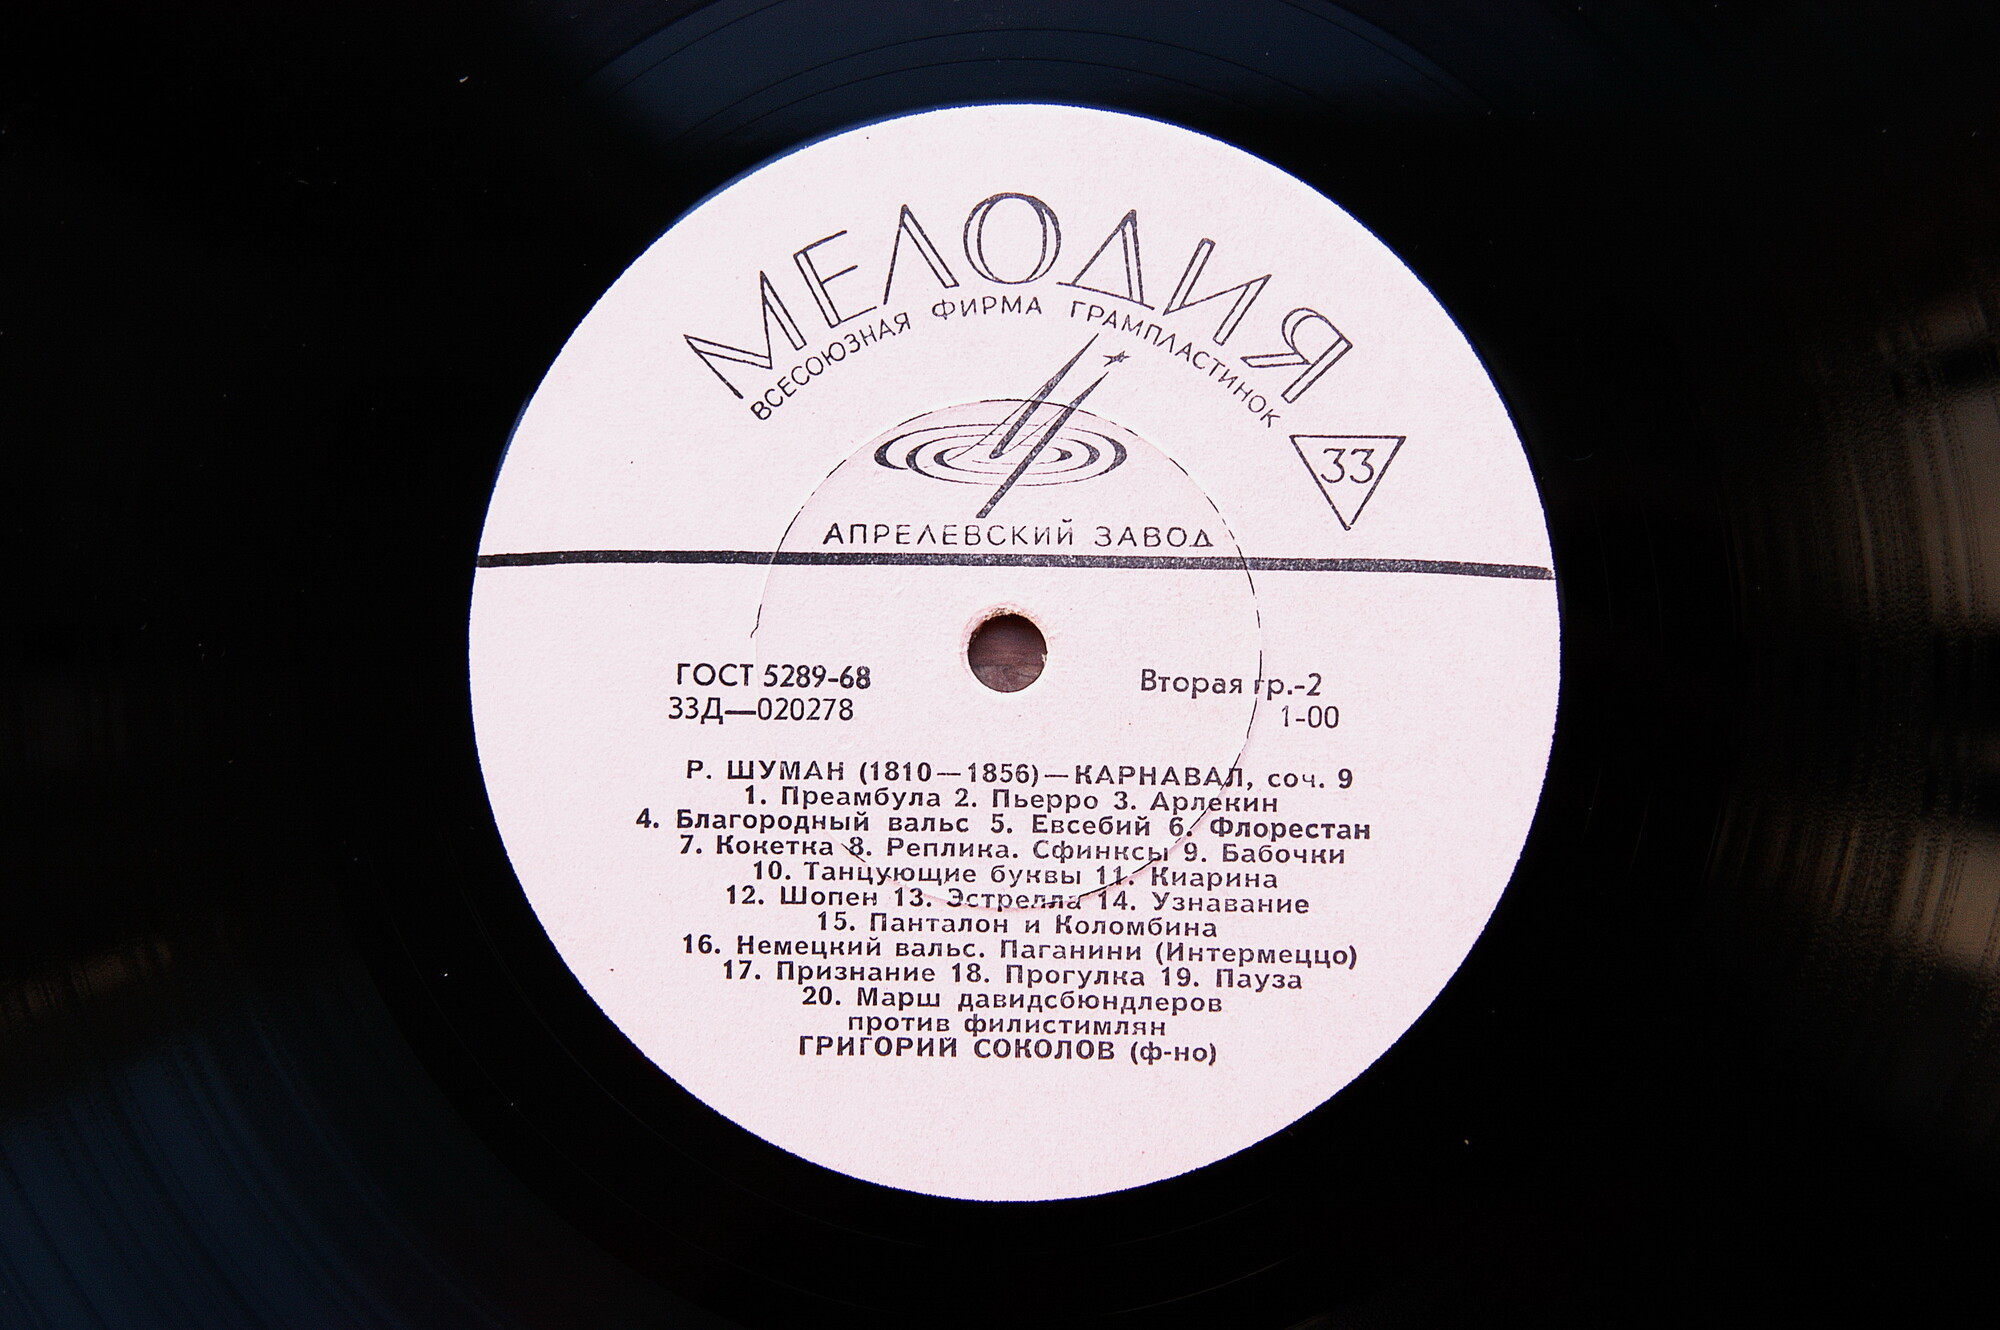 МЕЛОДИЯ
ВСЕСОЮЗНАЯ ФИРМА ГРАМПЛАСТИНОК
33
АПРЕЛЕВСКИЙ ЗАВОД
ГОСТ 5289-68
Вторая гр.-2
33Д—020278
1-00
Р. ШУМАН (1810—1856)—КАРНАВАЛ, соч. 9
1. Преамбула 2. Пьерро 3. Арлекин
4. Благородный вальс 5. Евсебий 6. Флорестан
7. Кокетка 8. Реплика. Сфинксы 9. Бабочки
10. Танцующие буквы 11. Киарина
12. Шопен 13. Эстрелла 14. Узнавание
15. Панталон и Коломбина
16. Немецкий вальс. Паганини (Интермеццо)
17. Признание 18. Прогулка 19. Пауза
20. Марш давидсбюндлеров
против филистимлян
ГРИГОРИЙ СОКОЛОВ (ф-но)